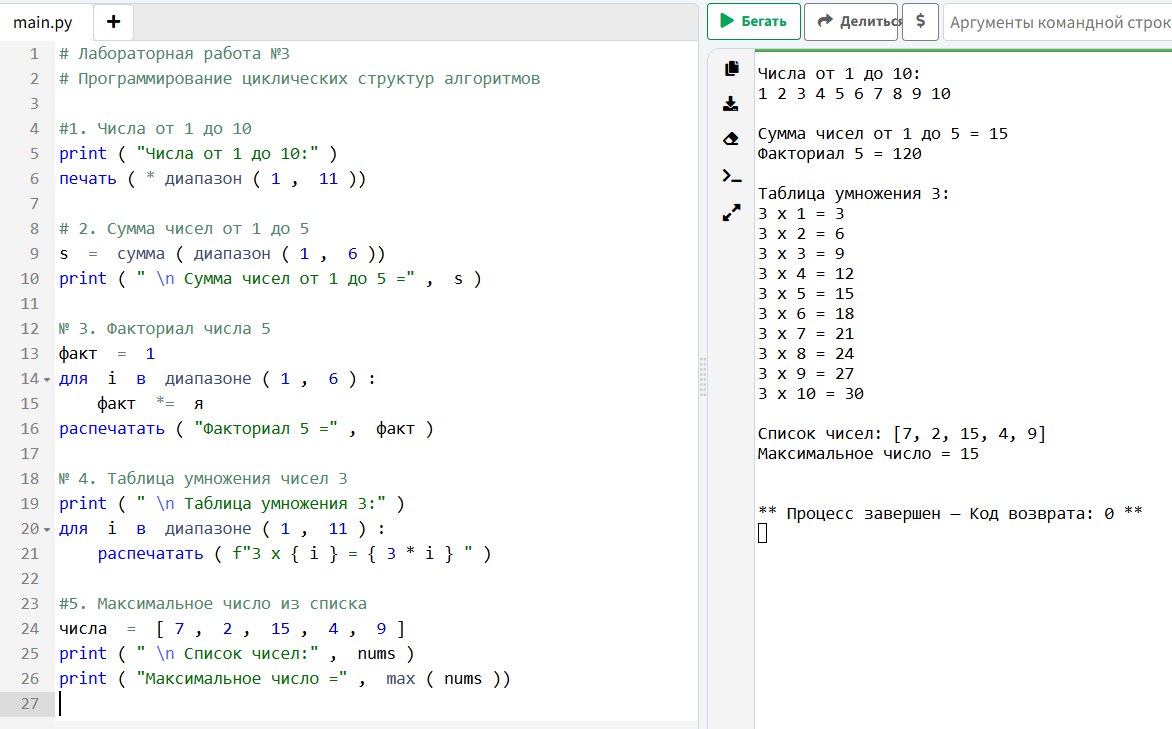 main.py +
Бегать Делиться $ Аргументы командной строк
1 # Лабораторная работа №3
2 # Программирование циклических структур алгоритмов
3
4 #1. Числа от 1 до 10
5 print ( "Числа от 1 до 10:" )
6 печать ( * диапазон ( 1 , 11 ))
7
8 # 2. Сумма чисел от 1 до 5
9 s = сумма ( диапазон ( 1 , 6 ))
10 print ( " \n Сумма чисел от 1 до 5 =" , s )
11
12 № 3. Факториал числа 5
13 факт = 1
14 для i в диапазоне ( 1 , 6 ) :
15 факт *= я
16 распечатать ( "Факториал 5 =" , факт )
17
18 № 4. Таблица умножения чисел 3
19 print ( " \n Таблица умножения 3:" )
20 для i в диапазоне ( 1 , 11 ) :
21 распечатать ( f"3 x { i } = { 3 * i } " )
22
23 #5. Максимальное число из списка
24 числа = [ 7 , 2 , 15 , 4 , 9 ]
25 print ( " \n Список чисел:" , nums )
26 print ( "Максимальное число =" , max ( nums ))
27
Числа от 1 до 10:
1 2 3 4 5 6 7 8 9 10
Сумма чисел от 1 до 5 = 15
Факториал 5 = 120
Таблица умножения 3:
3 x 1 = 3
3 x 2 = 6
3 x 3 = 9
3 x 4 = 12
3 x 5 = 15
3 x 6 = 18
3 x 7 = 21
3 x 8 = 24
3 x 9 = 27
3 x 10 = 30
Список чисел: [7, 2, 15, 4, 9]
Максимальное число = 15
** Процесс завершен — Код возврата: 0 **